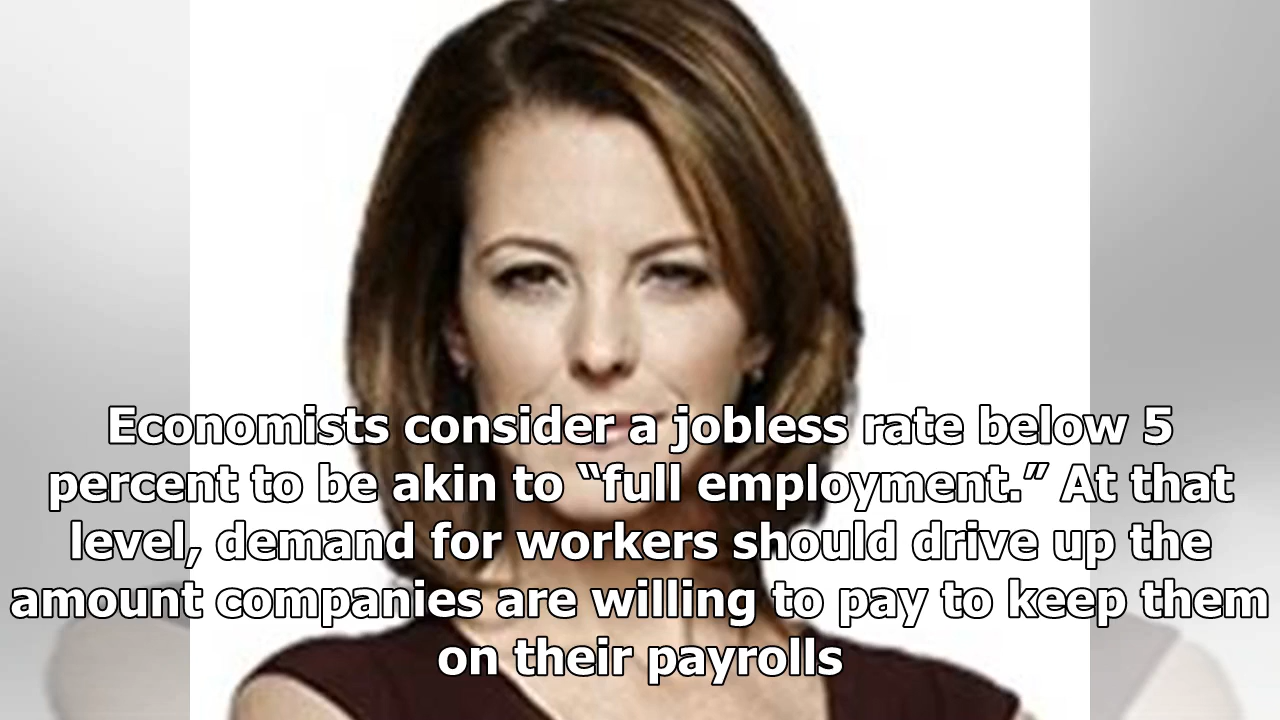 Economists consider a jobless rate below 5
percent to be akin to “full employment.” At that
level, demand for workers should drive up the
amount companies are willing to pay to keep them
on their payrolls